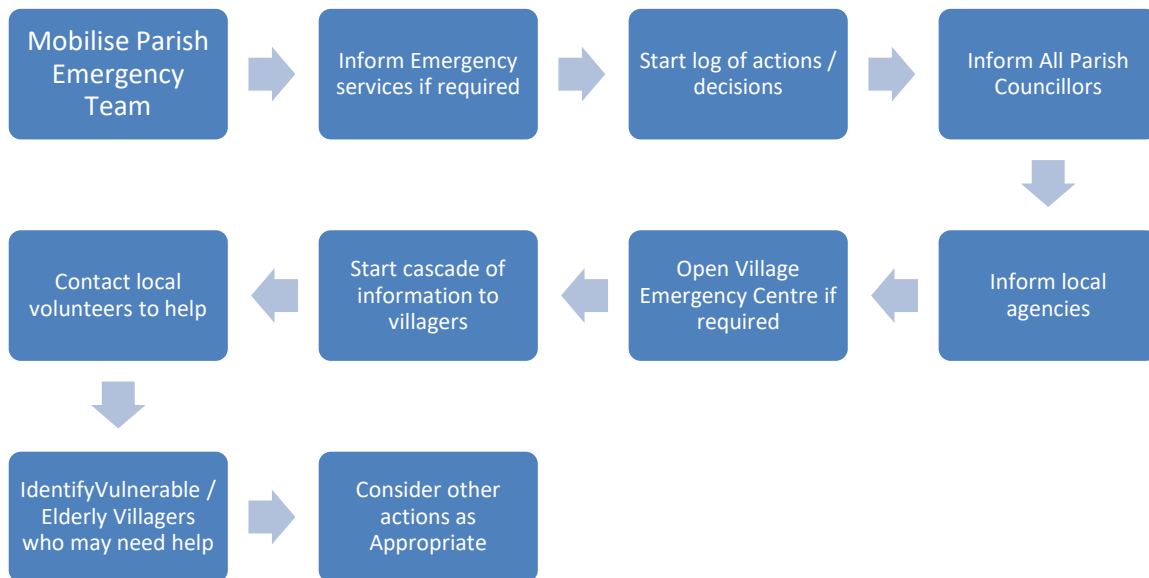 Mobilise Parish
Emergency
Team
Inform Emergency
services if required
Start log of actions /
decisions
Inform All Parish
Councillors
Inform local
agencies
Open Village
Emergency Centre if
required
Start cascade of
information to
villagers
Contact local
volunteers to help
IdentifyVulnerable /
Elderly Villagers
who may need help
Consider other
actions as
Appropriate